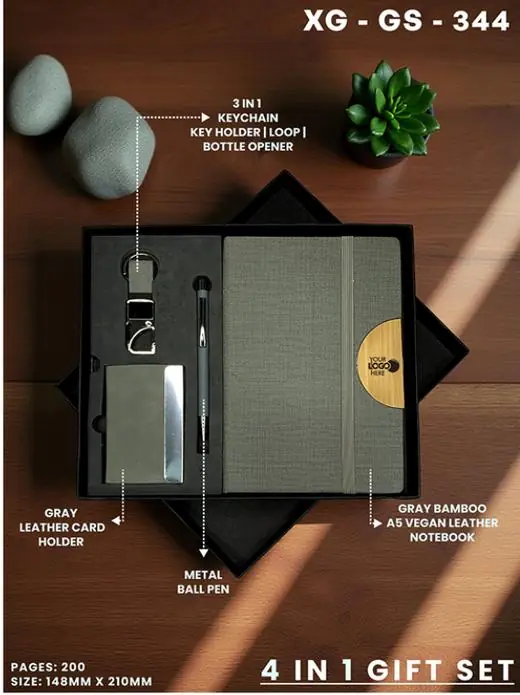 XG - GS - 344
3 IN 1
KEYCHAIN
KEY HOLDER | LOOP |
BOTTLE OPENER
YOUR
LOGO
HERE
GRAY
LEATHER CARD
HOLDER
GRAY BAMBOO
A5 VEGAN LEATHER
NOTEBOOK
METAL
BALL PEN
PAGES: 200
SIZE: 148MM X 210MM
4 IN 1 GIFT SET